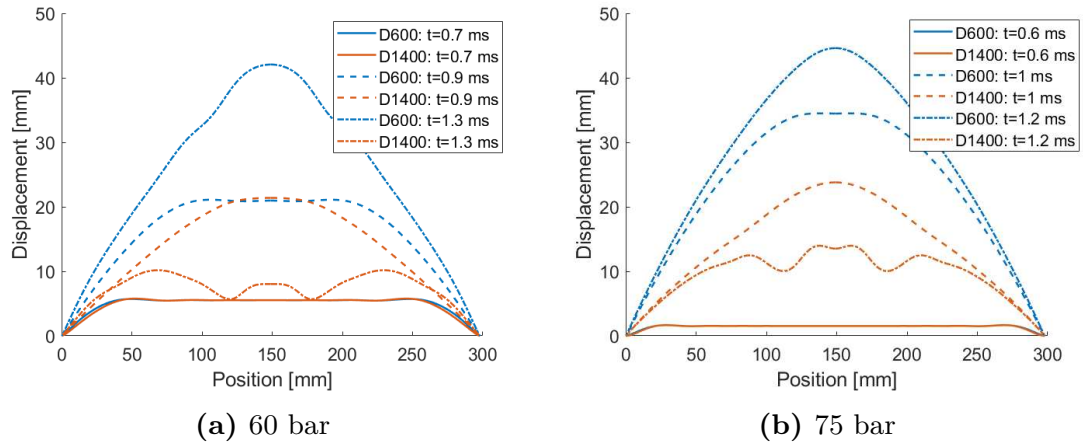 50
40
30
20
10
0
Displacement [mm]
D600: t=0.7 ms
D1400: t=0.7 ms
D600: t=0.9 ms
D1400: t=0.9 ms
D600: t=1.3 ms
D1400: t=1.3 ms
0 50 100 150 200 250 300
Position [mm]
(a) 60 bar
50
40
30
20
10
0
Displacement [mm]
D600: t=0.6 ms
D1400: t=0.6 ms
D600: t=1 ms
D1400: t=1 ms
D600: t=1.2 ms
D1400: t=1.2 ms
0 50 100 150 200 250 300
Position [mm]
(b) 75 bar